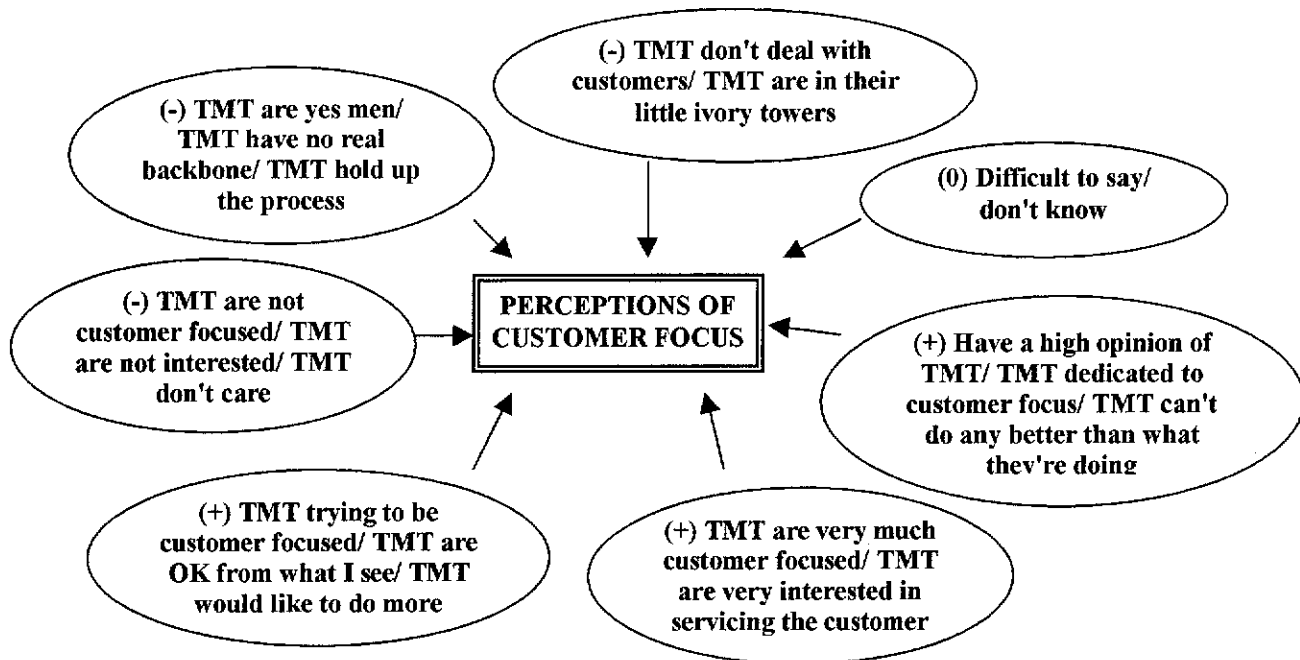 (-) TMT don't deal with
customers/ TMT are in their
little ivory towers
(-) TMT are yes men/
TMT have no real
backbone/ TMT hold up
the process
(0) Difficult to say/
don't know
(-) TMT are not
customer focused/ TMT
are not interested/ TMT
don't care
PERCEPTIONS OF
CUSTOMER FOCUS
(+) Have a high opinion of
TMT/ TMT dedicated to
customer focus/ TMT can't
do any better than what
they're doing
(+) TMT trying to be
customer focused/ TMT are
OK from what I see/ TMT
would like to do more
(+) TMT are very much
customer focused/ TMT
are very interested in
servicing the customer